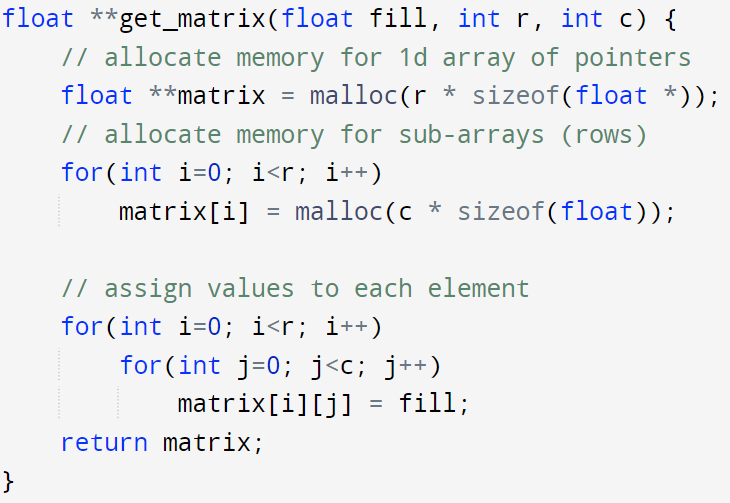 float **get_matrix(float fill, int r, int c) {
    // allocate memory for 1d array of pointers
    float **matrix = malloc(r * sizeof(float *));
    // allocate memory for sub-arrays (rows)
    for(int i=0; i<r; i++)
        matrix[i] = malloc(c * sizeof(float));

    // assign values to each element
    for(int i=0; i<r; i++)
        for(int j=0; j<c; j++)
            matrix[i][j] = fill;
    return matrix;
}